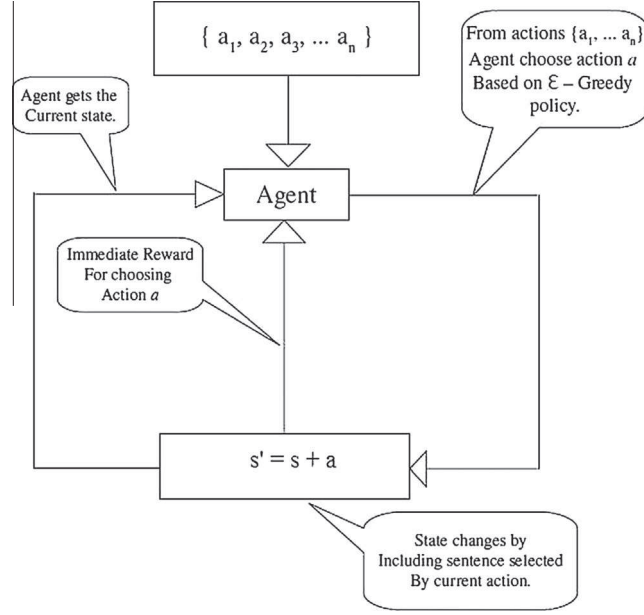 { a₁, a₂, a₃, ... aₙ }
From actions {a₁, ... aₙ}
Agent choose action a
Based on Ɛ – Greedy
policy.
Agent gets the
Current state.
Agent
Immediate Reward
For choosing
Action a
s' = s + a
State changes by
Including sentence selected
By current action.